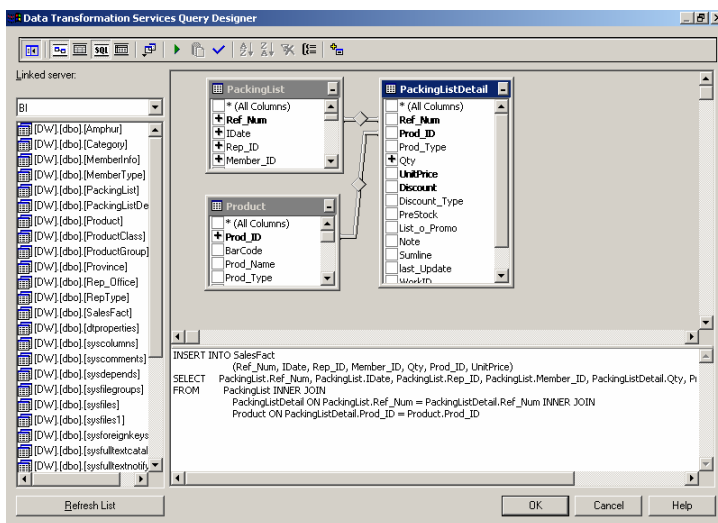 Data Transformation Services Query Designer
SQL
Linked server:
BI
[DW].[dbo].[Amphur]
[DW].[dbo].[Category]
[DW].[dbo].[MemberInfo]
[DW].[dbo].[MemberType]
[DW].[dbo].[PackingList]
[DW].[dbo].[PackingListDe
[DW].[dbo].[Product]
[DW].[dbo].[ProductClass]
[DW].[dbo].[ProductGroup]
[DW].[dbo].[Province]
[DW].[dbo].[Rep_Office]
[DW].[dbo].[RepType]
[DW].[dbo].[SalesFact]
[DW].[dbo].[dtproperties]
[DW].[dbo].[syscolumns]
[DW].[dbo].[syscomments]
[DW].[dbo].[sysdepends]
[DW].[dbo].[sysfilegroups]
[DW].[dbo].[sysfiles]
[DW].[dbo].[sysfiles1]
[DW].[dbo].[sysforeignkeys
[DW].[dbo].[sysfulltextcatal
[DW].[dbo].[sysfulltextnotify
Refresh List
PackingList
* (All Columns)
Ref_Num
IDate
Rep_ID
Member_ID
Product
* (All Columns)
Prod_ID
BarCode
Prod_Name
Prod_Type
PackingListDetail
* (All Columns)
Ref_Num
Prod_ID
Prod_Type
Qty
UnitPrice
Discount
Discount_Type
PreStock
List_o_Promo
Note
Sumline
last_Update
WorkID
INSERT INTO SalesFact
(Ref_Num, IDate, Rep_ID, Member_ID, Qty, Prod_ID, UnitPrice)
SELECT PackingList.Ref_Num, PackingList.IDate, PackingList.Rep_ID, PackingList.Member_ID, PackingListDetail.Qty, Pr
FROM PackingList INNER JOIN
PackingListDetail ON PackingList.Ref_Num = PackingListDetail.Ref_Num INNER JOIN
Product ON PackingListDetail.Prod_ID = Product.Prod_ID
OK Cancel Help